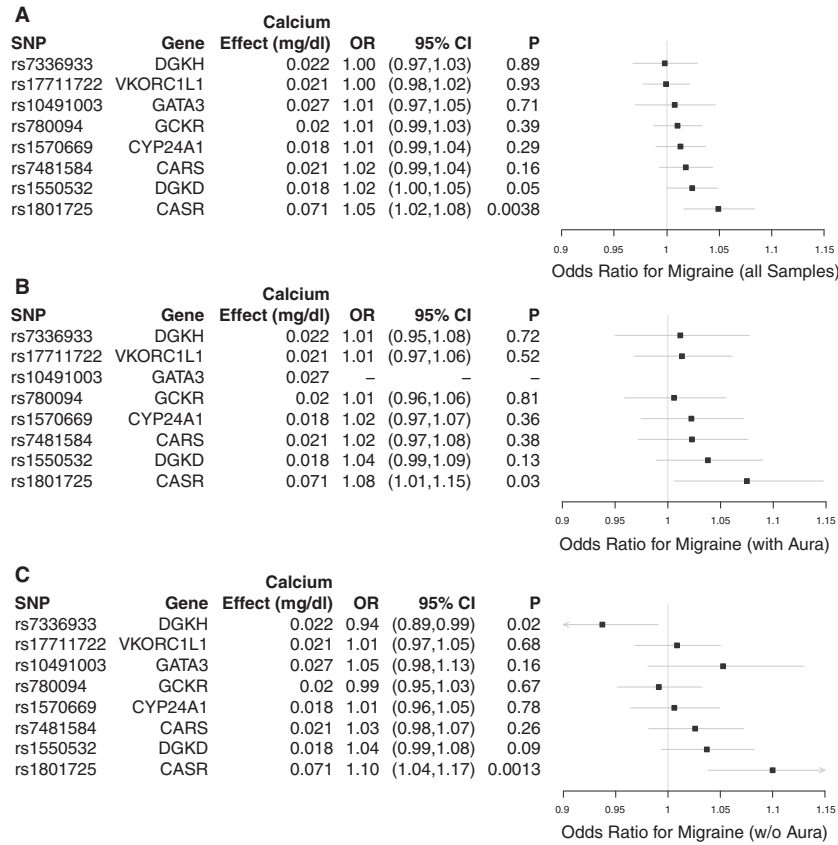 A
Calcium
SNP Gene Effect (mg/dl) OR 95% CI P
rs7336933 DGKH 0.022 1.00 (0.97,1.03) 0.89
rs17711722 VKORC1L1 0.021 1.00 (0.98,1.02) 0.93
rs10491003 GATA3 0.027 1.01 (0.97,1.05) 0.71
rs780094 GCKR 0.02 1.01 (0.99,1.03) 0.39
rs1570669 CYP24A1 0.018 1.01 (0.99,1.04) 0.29
rs7481584 CARS 0.021 1.02 (0.99,1.04) 0.16
rs1550532 DGKD 0.018 1.02 (1.00,1.05) 0.05
rs1801725 CASR 0.071 1.05 (1.02,1.08) 0.0038
0.9 0.95 1 1.05 1.1 1.15
Odds Ratio for Migraine (all Samples)
B
Calcium
SNP Gene Effect (mg/dl) OR 95% CI P
rs7336933 DGKH 0.022 1.01 (0.95,1.08) 0.72
rs17711722 VKORC1L1 0.021 1.01 (0.97,1.06) 0.52
rs10491003 GATA3 0.027 – – –
rs780094 GCKR 0.02 1.01 (0.96,1.06) 0.81
rs1570669 CYP24A1 0.018 1.02 (0.97,1.07) 0.36
rs7481584 CARS 0.021 1.02 (0.97,1.08) 0.38
rs1550532 DGKD 0.018 1.04 (0.99,1.09) 0.13
rs1801725 CASR 0.071 1.08 (1.01,1.15) 0.03
0.9 0.95 1 1.05 1.1 1.15
Odds Ratio for Migraine (with Aura)
C
Calcium
SNP Gene Effect (mg/dl) OR 95% CI P
rs7336933 DGKH 0.022 0.94 (0.89,0.99) 0.02
rs17711722 VKORC1L1 0.021 1.01 (0.97,1.05) 0.68
rs10491003 GATA3 0.027 1.05 (0.98,1.13) 0.16
rs780094 GCKR 0.02 0.99 (0.95,1.03) 0.67
rs1570669 CYP24A1 0.018 1.01 (0.96,1.05) 0.78
rs7481584 CARS 0.021 1.03 (0.98,1.07) 0.26
rs1550532 DGKD 0.018 1.04 (0.99,1.08) 0.09
rs1801725 CASR 0.071 1.10 (1.04,1.17) 0.0013
0.9 0.95 1 1.05 1.1 1.15
Odds Ratio for Migraine (w/o Aura)